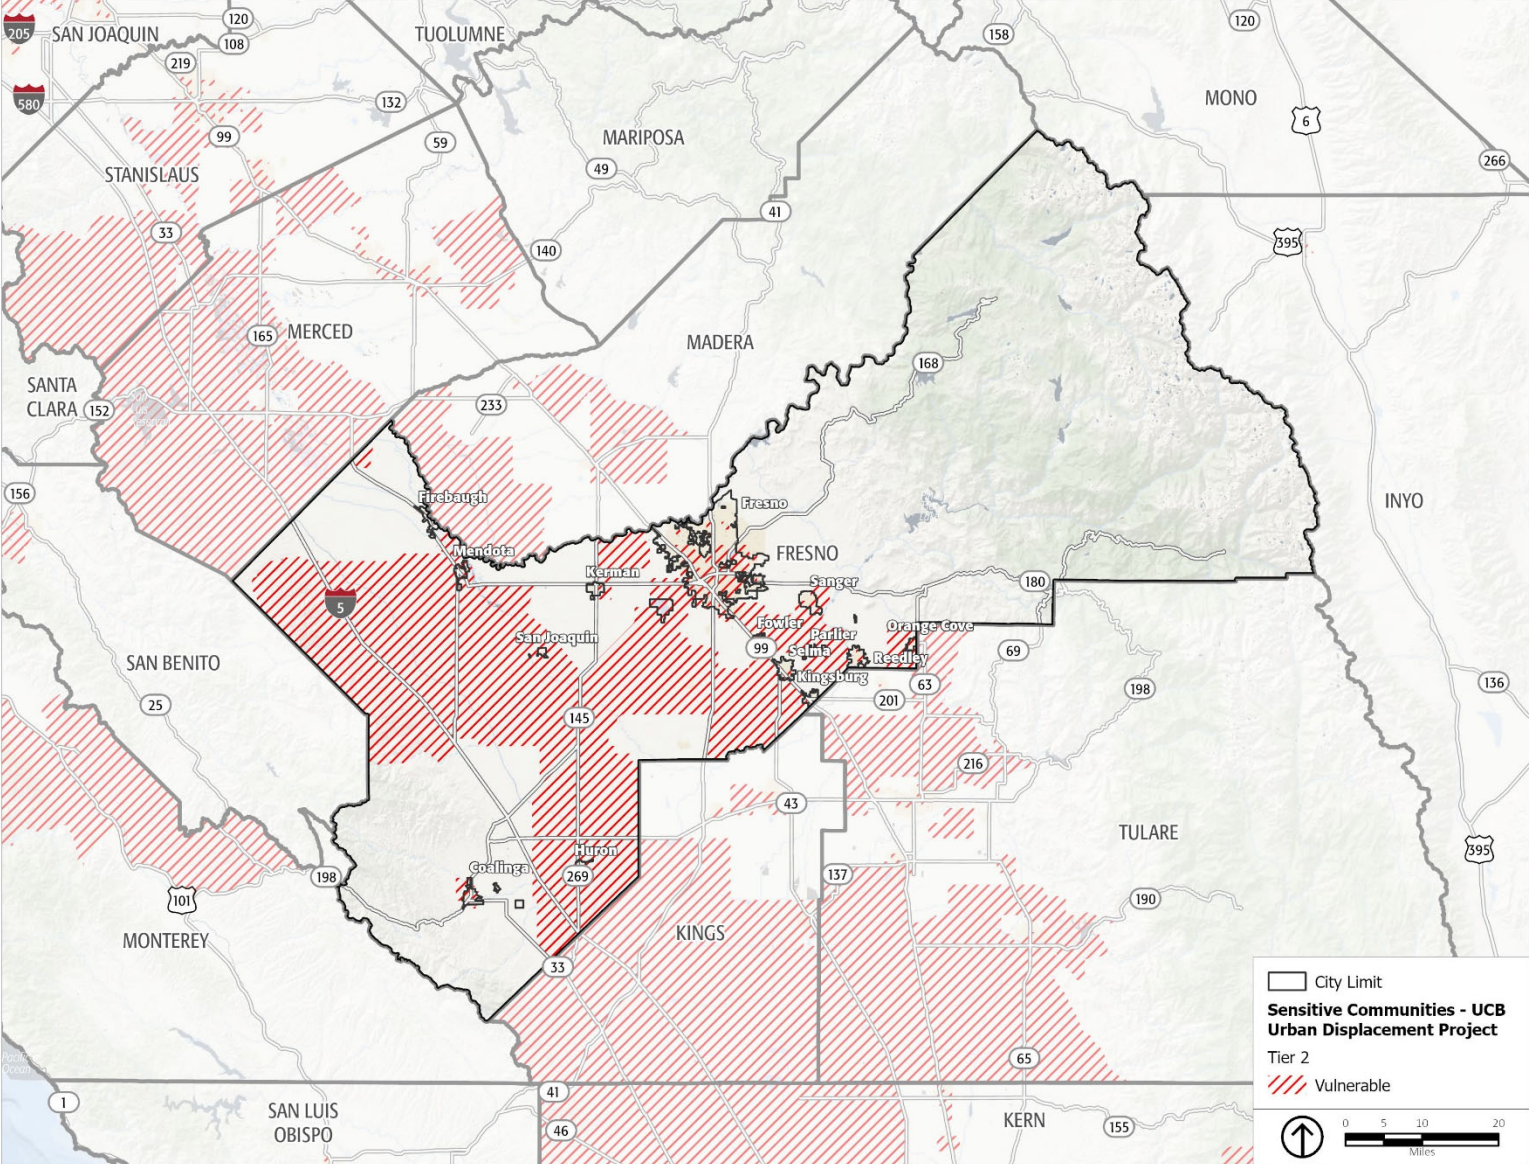 205
SAN JOAQUIN
120
108
TUOLUMNE
158
120
219
580
132
MONO
6
99
59
MARIPOSA
49
266
STANISLAUS
41
33
140
395
165
MERCED
MADERA
168
SANTA
CLARA
152
233
156
Firebaugh
Fresno
INYO
Mendota
FRESNO
Kerman
Sanger
180
5
San Joaquin
Fowler
Parlier
Orange Cove
99
Selma
Reedley
69
SAN BENITO
Kingsburg
63
198
136
201
25
145
216
43
TULARE
Huron
395
Coalinga
269
137
198
101
190
MONTEREY
KINGS
33
City Limit
Sensitive Communities - UCB
Urban Displacement Project
Tier 2
Vulnerable
Pacific
Ocean
65
1
41
SAN LUIS
OBISPO
46
KERN
155
0 5 10 20
Miles